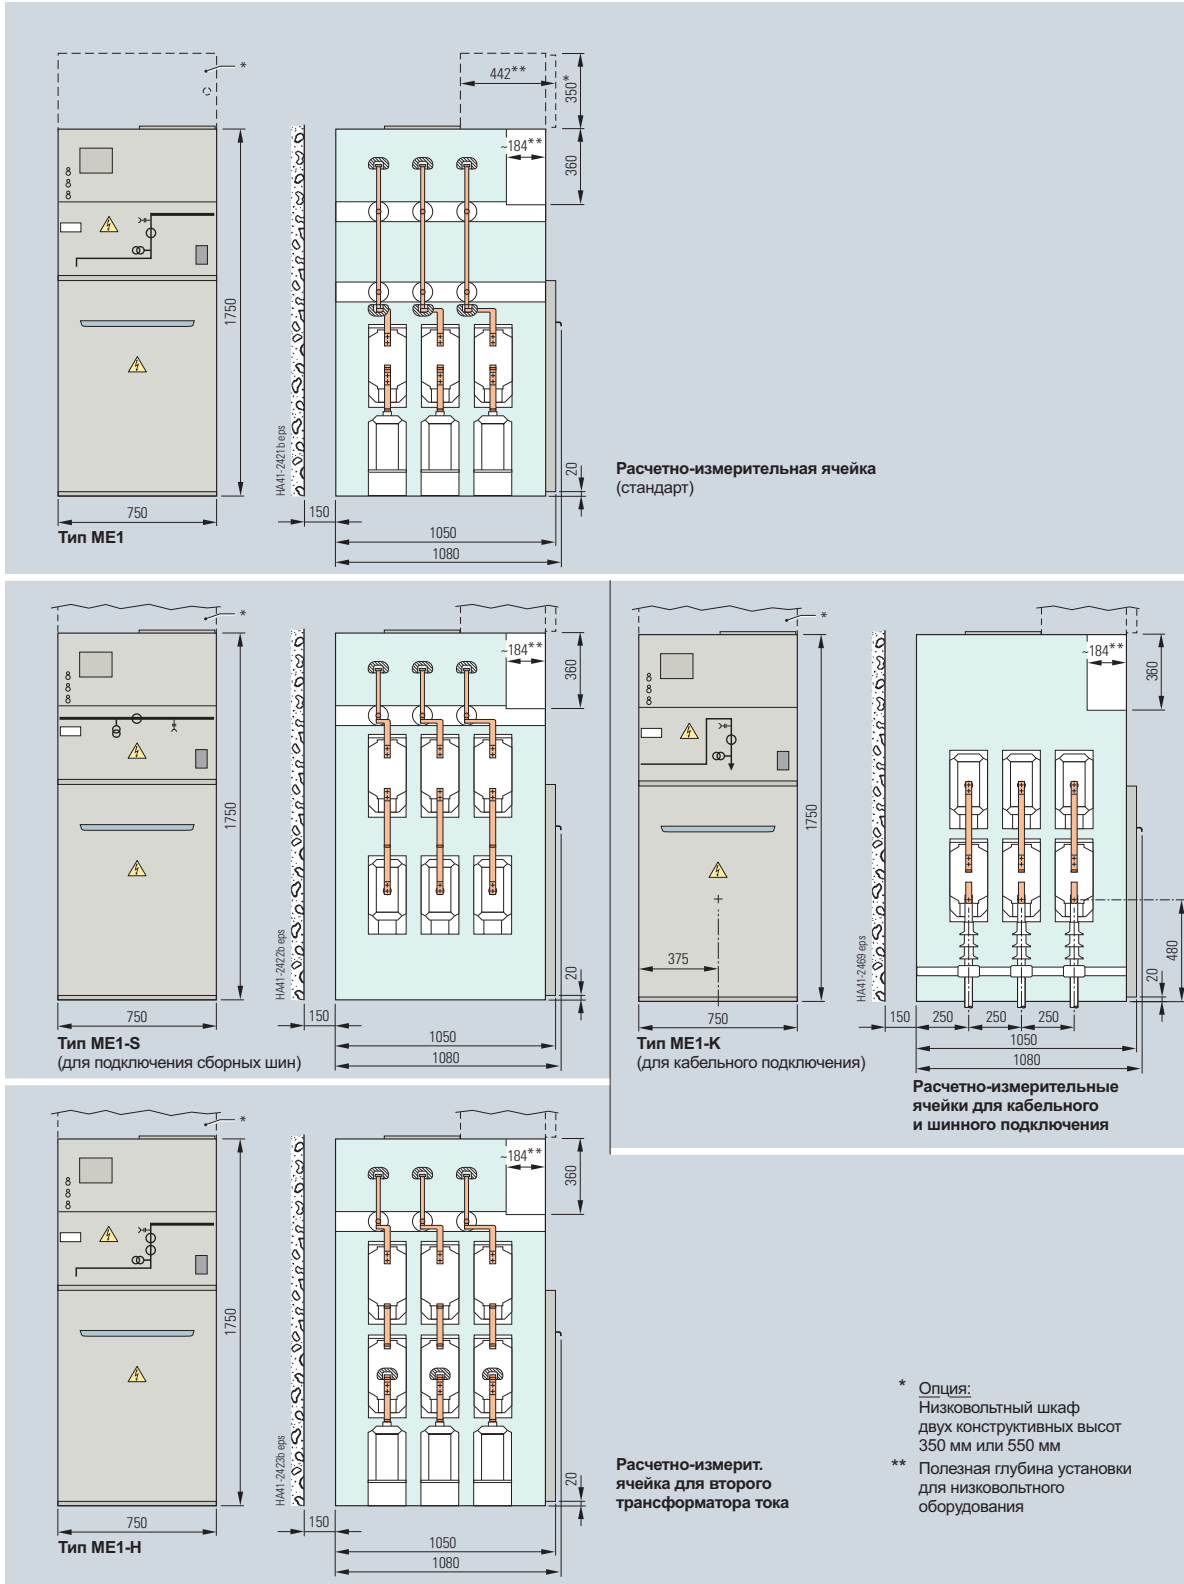 *
442**
350*
~184**
360
1750
HA41-2421b eps
20
750
150
1050
1080
Тип ME1
Расчетно-измерительная ячейка
(стандарт)
*
~184**
360
1750
HA41-2422b eps
20
750
150
1050
1080
Тип ME1-S
(для подключения сборных шин)
*
~184**
360
1750
375
HA41-2469 eps
480
20
750
150
250
250
250
1050
1080
Тип ME1-K
(для кабельного подключения)
Расчетно-измерительные
ячейки для кабельного
и шинного подключения
*
~184**
360
1750
HA41-2423b eps
20
750
150
1050
1080
Тип ME1-H
Расчетно-измерит.
ячейка для второго
трансформатора тока
* Опция:
Низковольтный шкаф
двух конструктивных высот
350 мм или 550 мм
** Полезная глубина установки
для низковольтного
оборудования